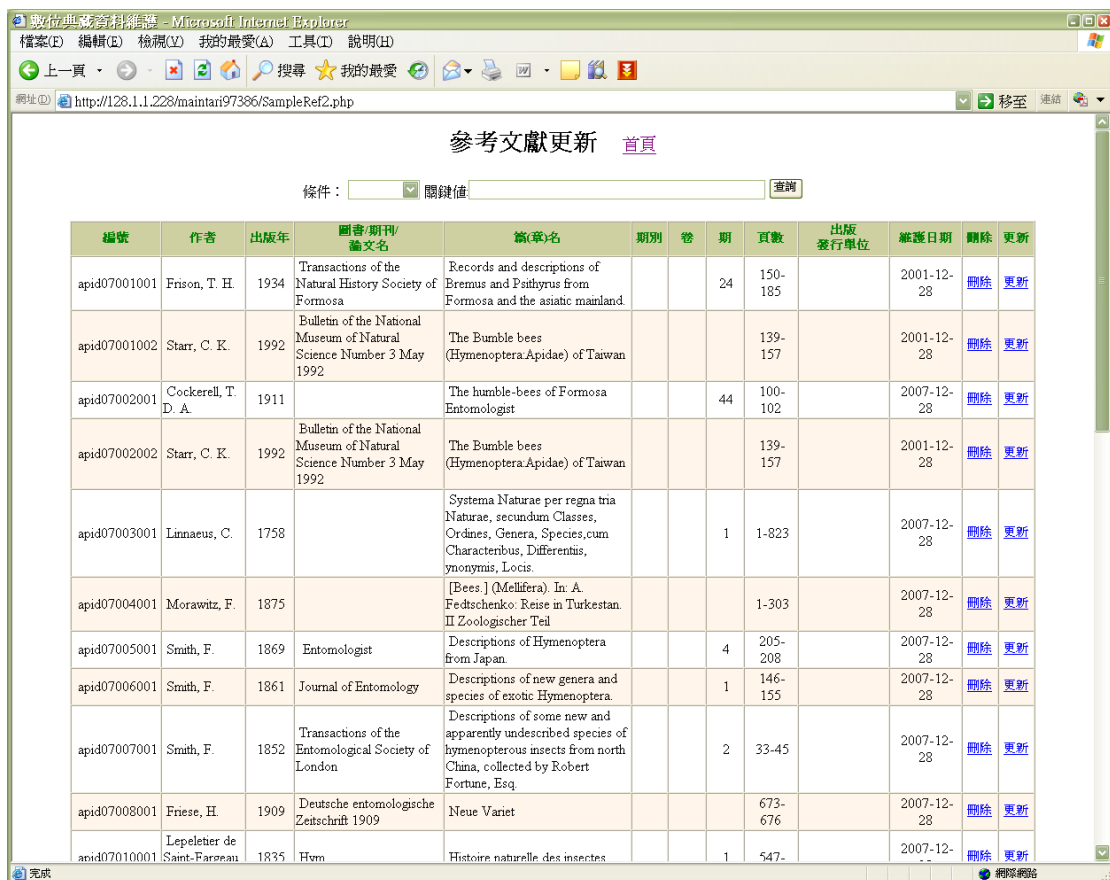 數位典藏資料維護 - Microsoft Internet Explorer
檔案(F) 編輯(E) 檢視(V) 我的最愛(A) 工具(T) 說明(H)
上一頁 搜尋 我的最愛
網址(D) http://128.1.1.228/maintari97386/SampleRef2.php 移至 連結
參考文獻更新 首頁
條件： 關鍵值: 查詢
編號 作者 出版年 圖書/期刊/論文名 篇(章)名 期別 卷 期 頁數 出版發行單位 維護日期 刪除 更新
apid07001001 Frison, T. H. 1934 Transactions of the Natural History Society of Formosa Records and descriptions of Bremus and Psithyrus from Formosa and the asiatic mainland. 24 150-185 2001-12-28 刪除 更新
apid07001002 Starr, C. K. 1992 Bulletin of the National Museum of Natural Science Number 3 May 1992 The Bumble bees (Hymenoptera:Apidae) of Taiwan 139-157 2001-12-28 刪除 更新
apid07002001 Cockerell, T. D. A. 1911 The humble-bees of Formosa Entomologist 44 100-102 2007-12-28 刪除 更新
apid07002002 Starr, C. K. 1992 Bulletin of the National Museum of Natural Science Number 3 May 1992 The Bumble bees (Hymenoptera:Apidae) of Taiwan 139-157 2001-12-28 刪除 更新
apid07003001 Linnaeus, C. 1758 Systema Naturae per regna tria Naturae, secundum Classes, Ordines, Genera, Species,cum Characteribus, Differentiis, ynonymis, Locis. 1 1-823 2007-12-28 刪除 更新
apid07004001 Morawitz, F. 1875 [Bees.] (Mellifera). In: A. Fedtschenko: Reise in Turkestan. II Zoologischer Teil 1-303 2007-12-28 刪除 更新
apid07005001 Smith, F. 1869 Entomologist Descriptions of Hymenoptera from Japan. 4 205-208 2007-12-28 刪除 更新
apid07006001 Smith, F. 1861 Journal of Entomology Descriptions of new genera and species of exotic Hymenoptera. 1 146-155 2007-12-28 刪除 更新
apid07007001 Smith, F. 1852 Transactions of the Entomological Society of London Descriptions of some new and apparently undescribed species of hymenopterous insects from north China, collected by Robert Fortune, Esq. 2 33-45 2007-12-28 刪除 更新
apid07008001 Friese, H. 1909 Deutsche entomologische Zeitschrift 1909 Neue Variet 673-676 2007-12-28 刪除 更新
apid07010001 Lepeletier de Saint-Fargeau 1835 Hym Histoire naturelle des insectes 1 547- 2007-12- 刪除 更新
完成 網際網路